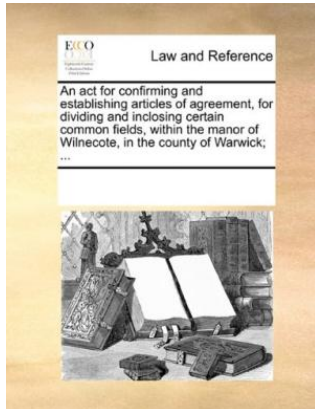 ECCO
Law and Reference
An act for confirming and
establishing articles of agreement, for
dividing and inclosing certain
common fields, within the manor of
Wilnecote, in the county of Warwick;
...